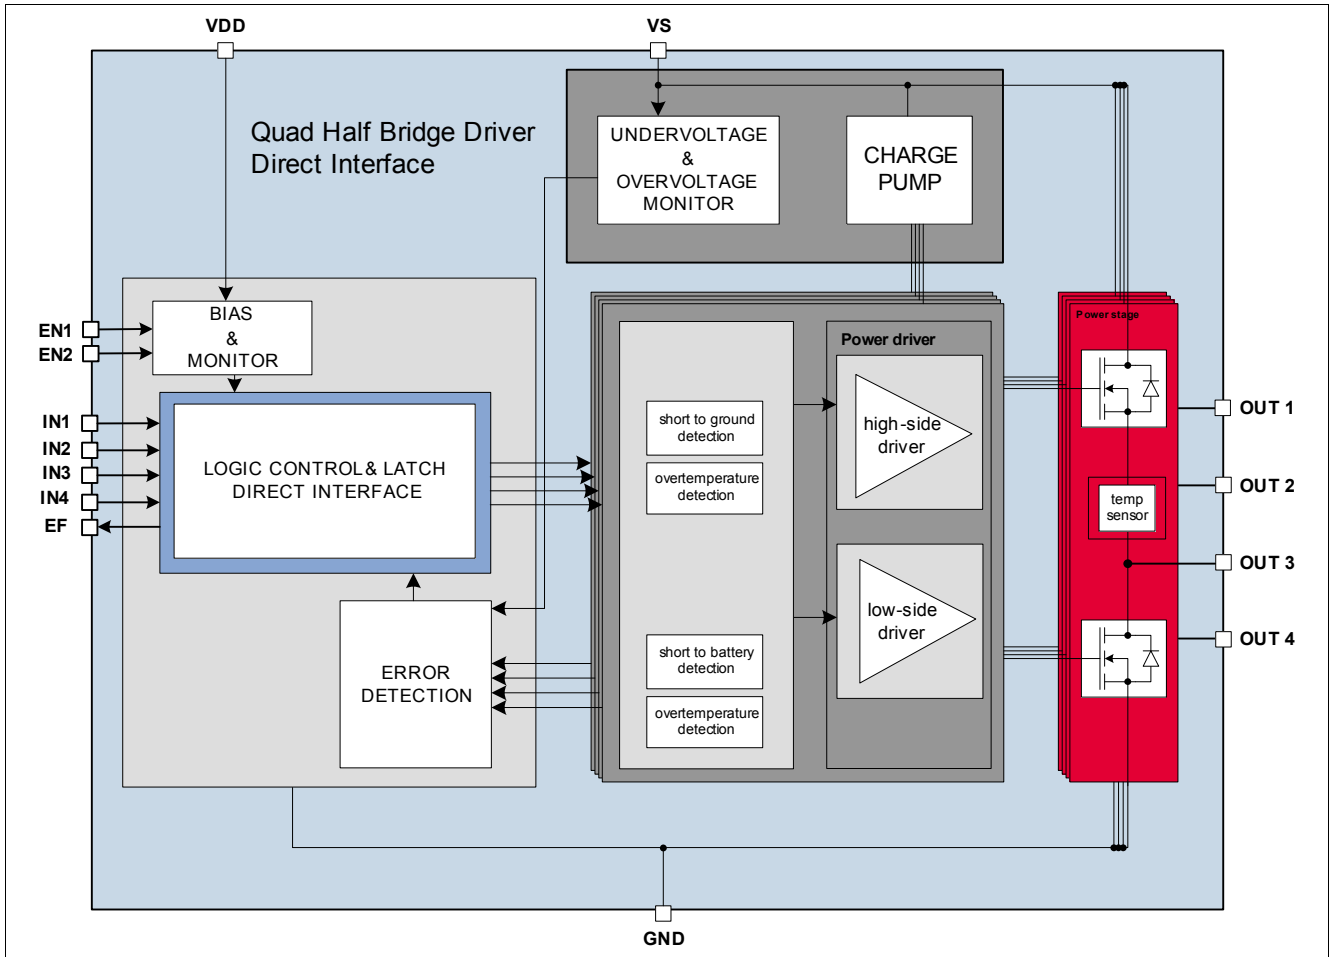 VDD
VS
Quad Half Bridge Driver
Direct Interface
UNDERVOLTAGE
&
OVERVOLTAGE
MONITOR
CHARGE
PUMP
BIAS
&
MONITOR
EN1
EN2
IN1
IN2
IN3
IN4
EF
LOGIC CONTROL & LATCH
DIRECT INTERFACE
ERROR
DETECTION
short to ground
detection
overtemperature
detection
short to battery
detection
overtemperature
detection
Power driver
high-side
driver
low-side
driver
Power stage
temp
sensor
OUT 1
OUT 2
OUT 3
OUT 4
GND